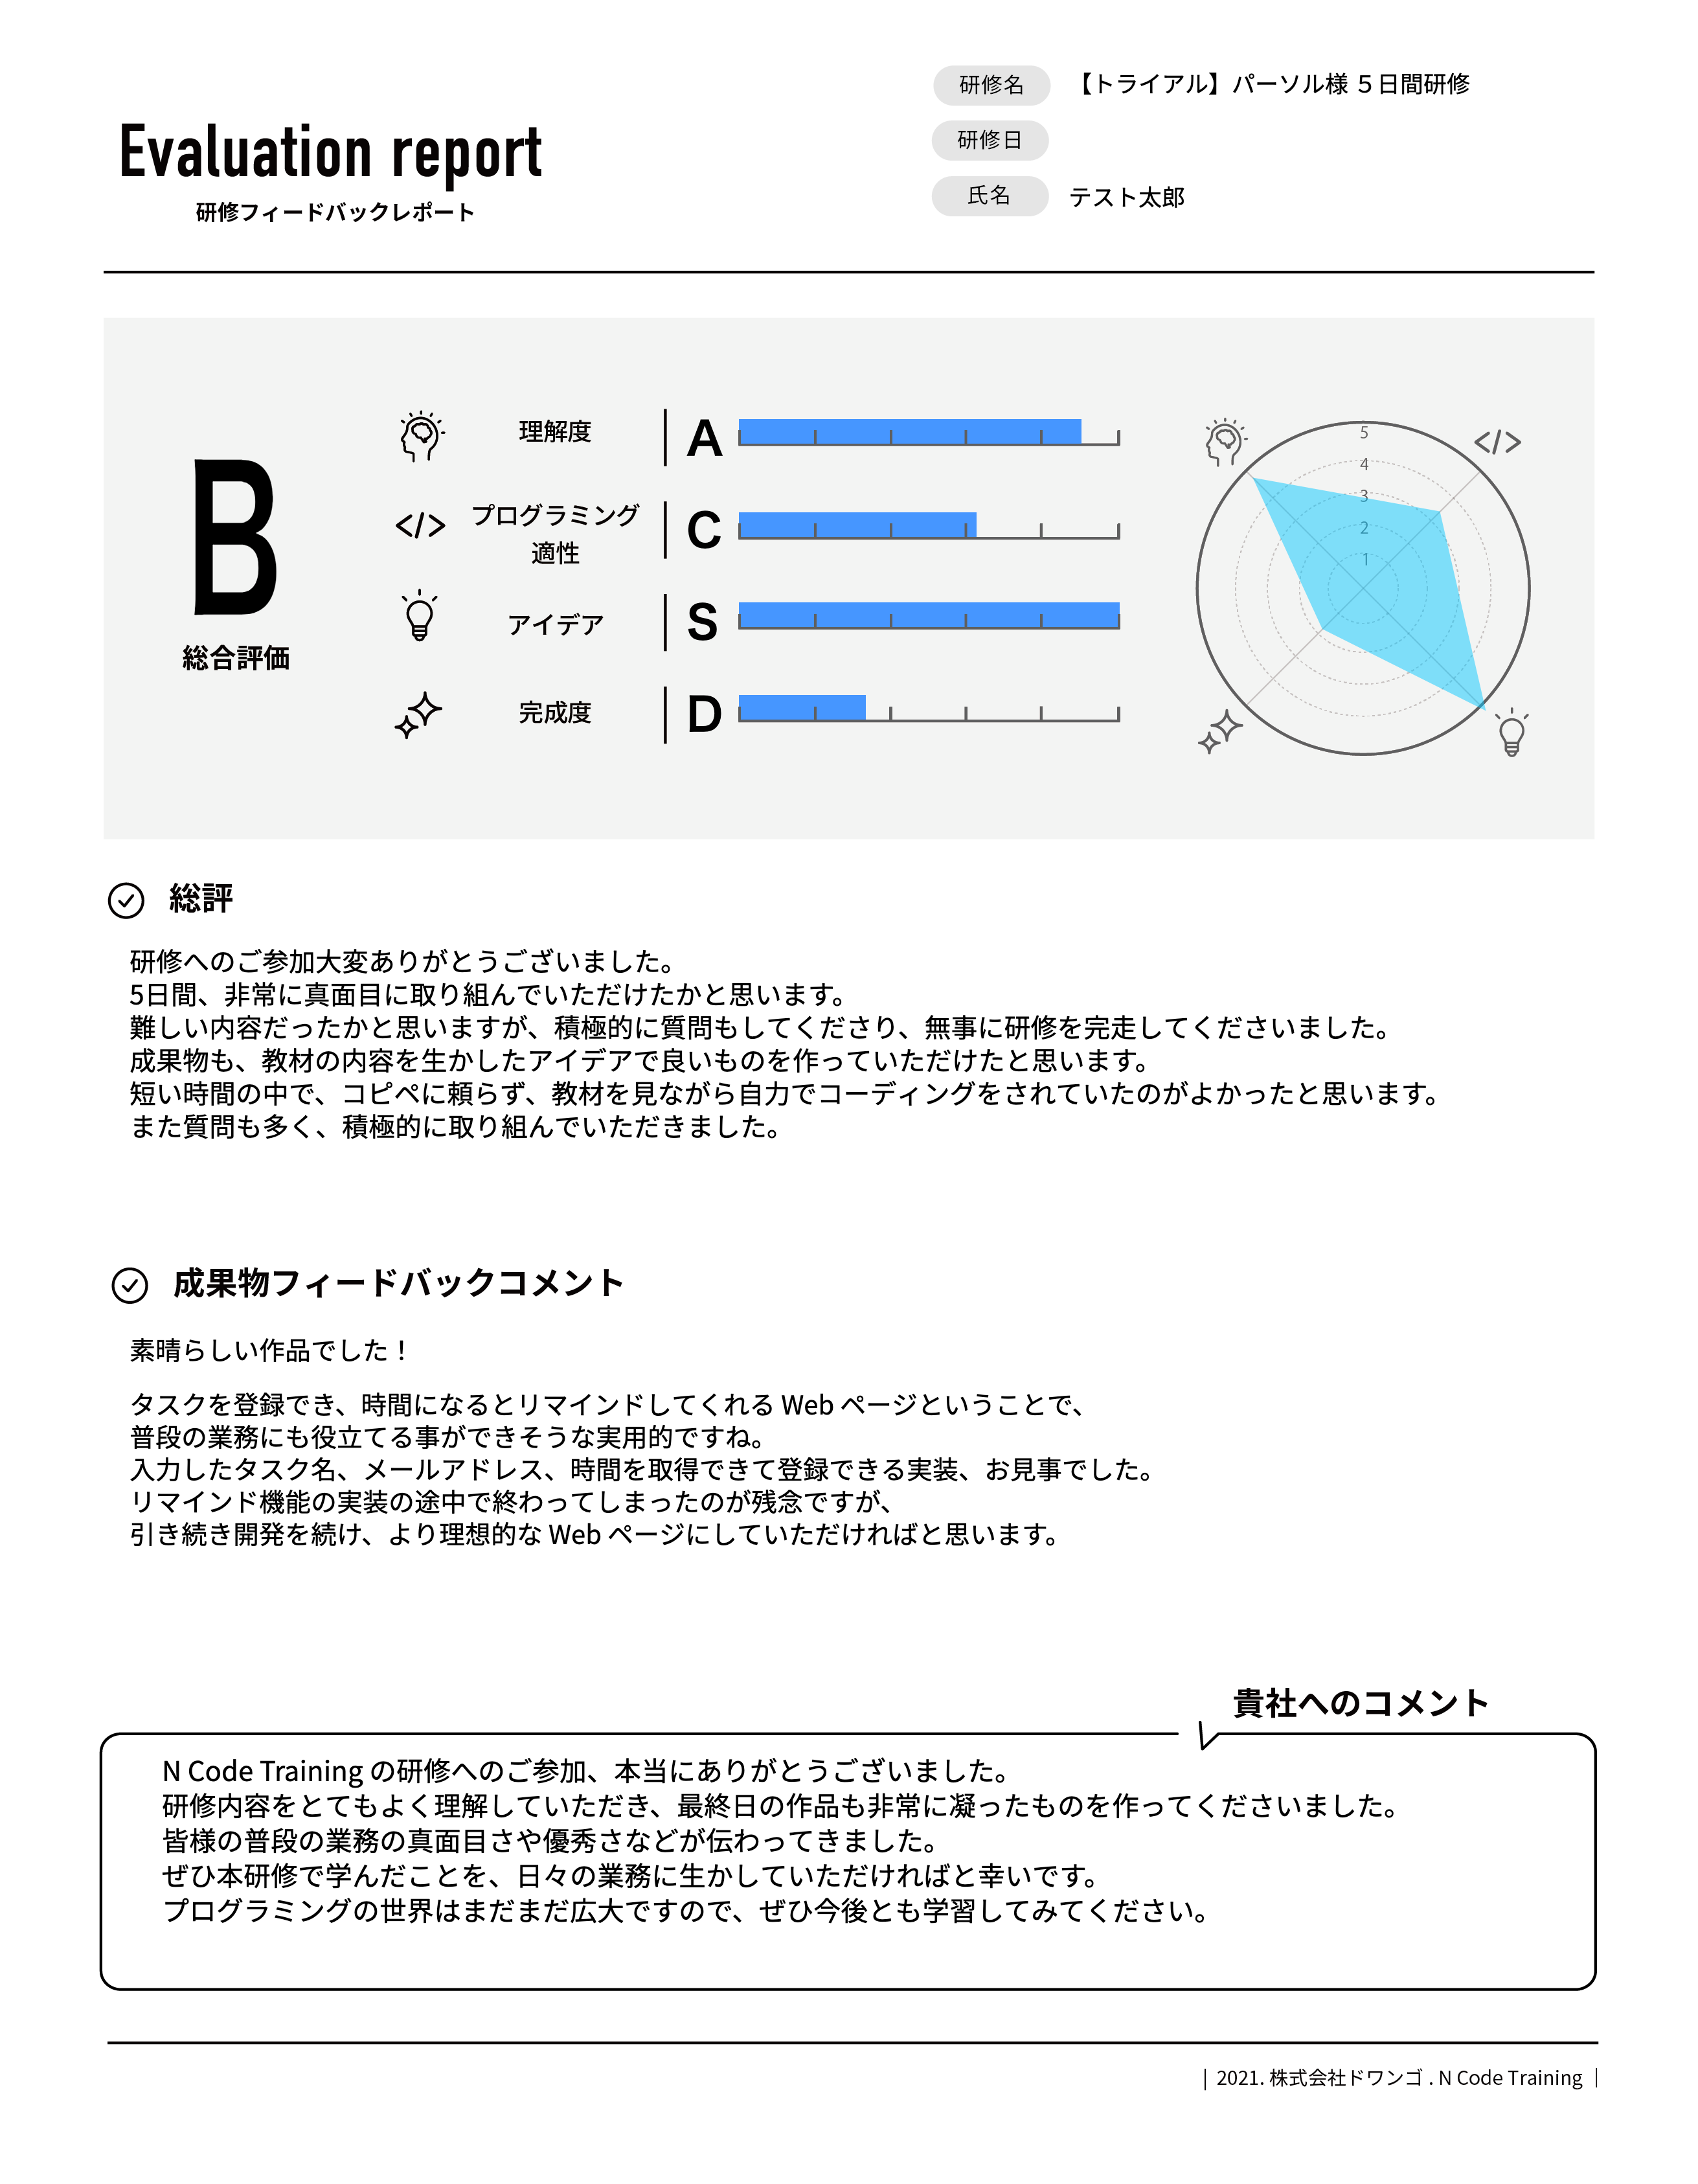 Evaluation report
研修フィードバックレポート
研修名 【トライアル】パーソル様 5日間研修
研修日
氏名 テスト太郎
B
総合評価
理解度 A
プログラミング
適性 C
アイデア S
完成度 D
5
4
3
2
1
総評
研修へのご参加大変ありがとうございました。
5日間、非常に真面目に取り組んでいただけたかと思います。
難しい内容だったかと思いますが、積極的に質問もしてくださり、無事に研修を完走してくださいました。
成果物も、教材の内容を生かしたアイデアで良いものを作っていただけたと思います。
短い時間の中で、コピペに頼らず、教材を見ながら自力でコーディングをされていたのがよかったと思います。
また質問も多く、積極的に取り組んでいただきました。
成果物フィードバックコメント
素晴らしい作品でした！
タスクを登録でき、時間になるとリマインドしてくれる Web ページということで、
普段の業務にも役立てる事ができそうな実用的ですね。
入力したタスク名、メールアドレス、時間を取得できて登録できる実装、お見事でした。
リマインド機能の実装の途中で終わってしまったのが残念ですが、
引き続き開発を続け、より理想的な Web ページにしていただければと思います。
貴社へのコメント
N Code Training の研修へのご参加、本当にありがとうございました。
研修内容をとてもよく理解していただき、最終日の作品も非常に凝ったものを作ってくださいました。
皆様の普段の業務の真面目さや優秀さなどが伝わってきました。
ぜひ本研修で学んだことを、日々の業務に生かしていただければと幸いです。
プログラミングの世界はまだまだ広大ですので、ぜひ今後とも学習してみてください。
| 2021. 株式会社ドワンゴ . N Code Training |